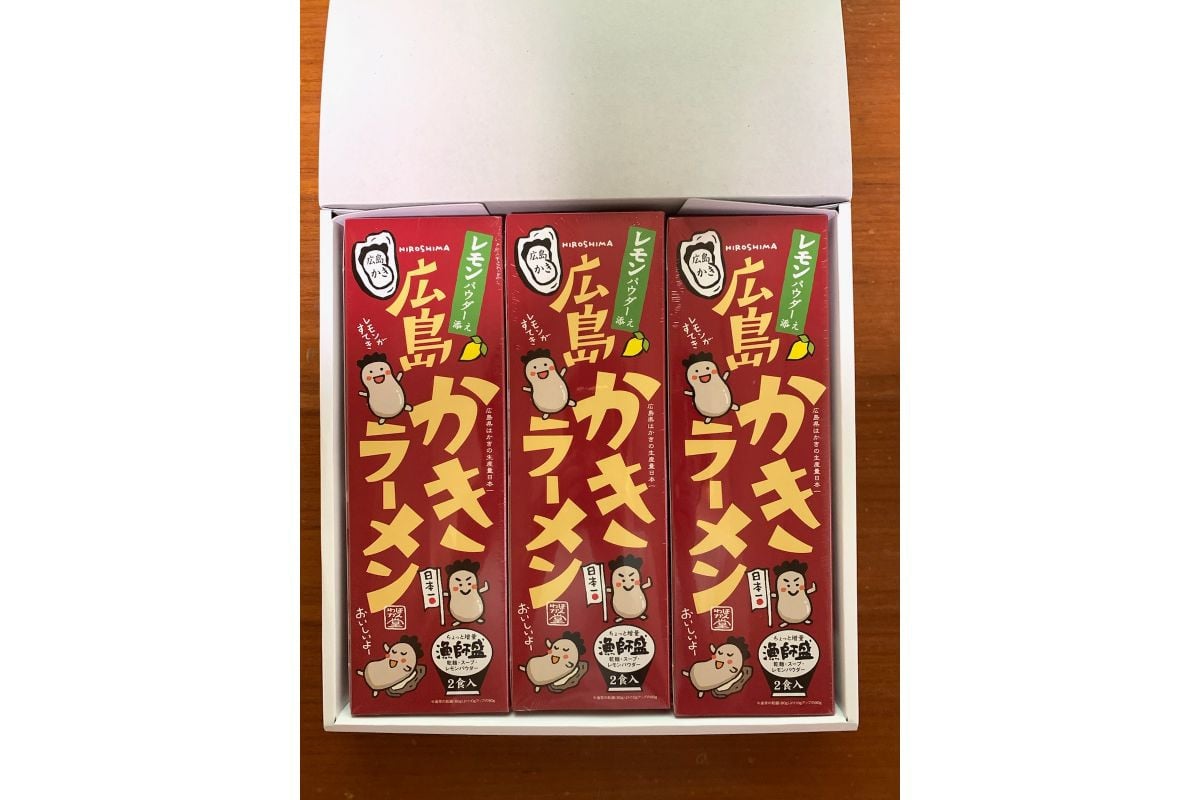 広島
かき
HIROSHIMA
レモンパウダー添え
広島
かき
ラーメン
レモンが
すてき
広島県はかきの生産量日本一
日本一
おいしいよー
ちょっと増量
漁師盛
乾麺・スープ・
レモンパウダー
2食入
広島
かき
HIROSHIMA
レモンパウダー添え
広島
かき
ラーメン
レモンが
すてき
広島県はかきの生産量日本一
日本一
おいしいよー
ちょっと増量
漁師盛
乾麺・スープ・
レモンパウダー
2食入
広島
かき
HIROSHIMA
レモンパウダー添え
広島
かき
ラーメン
レモンが
すてき
広島県はかきの生産量日本一
日本一
おいしいよー
ちょっと増量
漁師盛
乾麺・スープ・
レモンパウダー
2食入